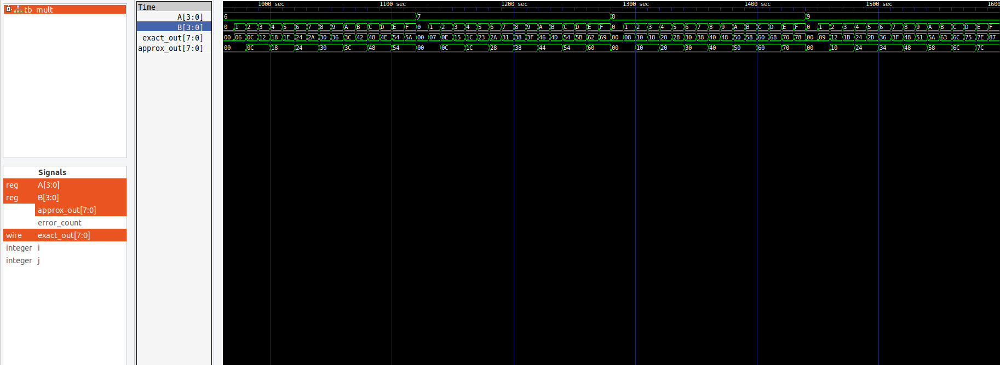 tb_mult
Signals
reg A[3:0]
reg B[3:0]
approx_out[7:0]
error_count
wire exact_out[7:0]
integer i
integer j
Time
A[3:0]
B[3:0]
exact_out[7:0]
approx_out[7:0]
1000 sec 1100 sec 1200 sec 1300 sec 1400 sec 1500 sec 1600
6 7 8 9
0 1 2 3 4 5 6 7 8 9 A B C D E F 0 1 2 3 4 5 6 7 8 9 A B C D E F 0 1 2 3 4 5 6 7 8 9 A B C D E F 0 1 2 3 4 5 6 7 8 9 A B C D E F
00 06 0C 12 18 1E 24 2A 30 36 3C 42 48 4E 54 5A 00 07 0E 15 1C 23 2A 31 38 3F 46 4D 54 5B 62 69 00 08 10 18 20 28 30 38 40 48 50 58 60 68 70 78 00 09 12 1B 24 2D 36 3F 48 51 5A 63 6C 75 7E 87
00 0C 18 24 30 3C 48 54 00 0C 1C 28 38 44 54 60 00 10 20 30 40 50 60 70 00 10 24 34 48 58 6C 7C